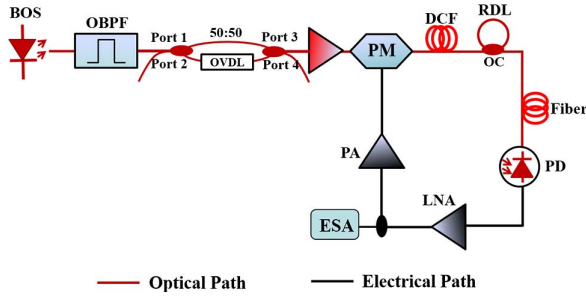 BOS
OBPF
Port 1
50:50
Port 3
Port 2
OVDL
Port 4
PM
DCF
RDL
OC
Fiber
PD
PA
LNA
ESA
Optical Path
Electrical Path